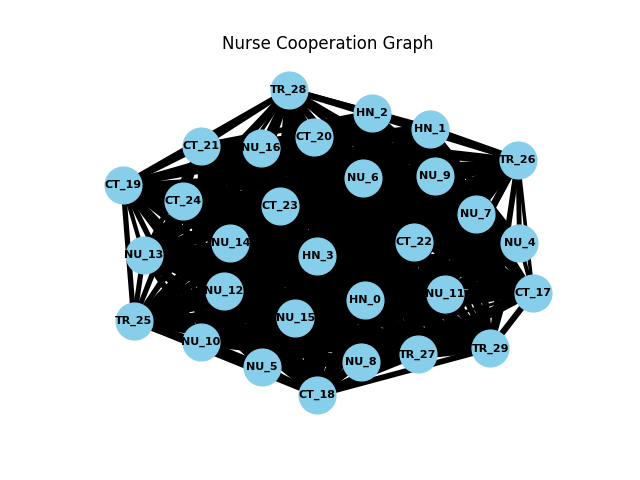 Nurse Cooperation Graph
TR_28
HN_2
HN_1
CT_20
CT_21
NU_16
TR_26
NU_9
NU_6
CT_19
CT_24
CT_23
NU_7
NU_14
CT_22
NU_4
NU_13
HN_3
NU_12
CT_17
NU_11
HN_0
NU_15
TR_25
NU_10
TR_29
TR_27
NU_8
NU_5
CT_18